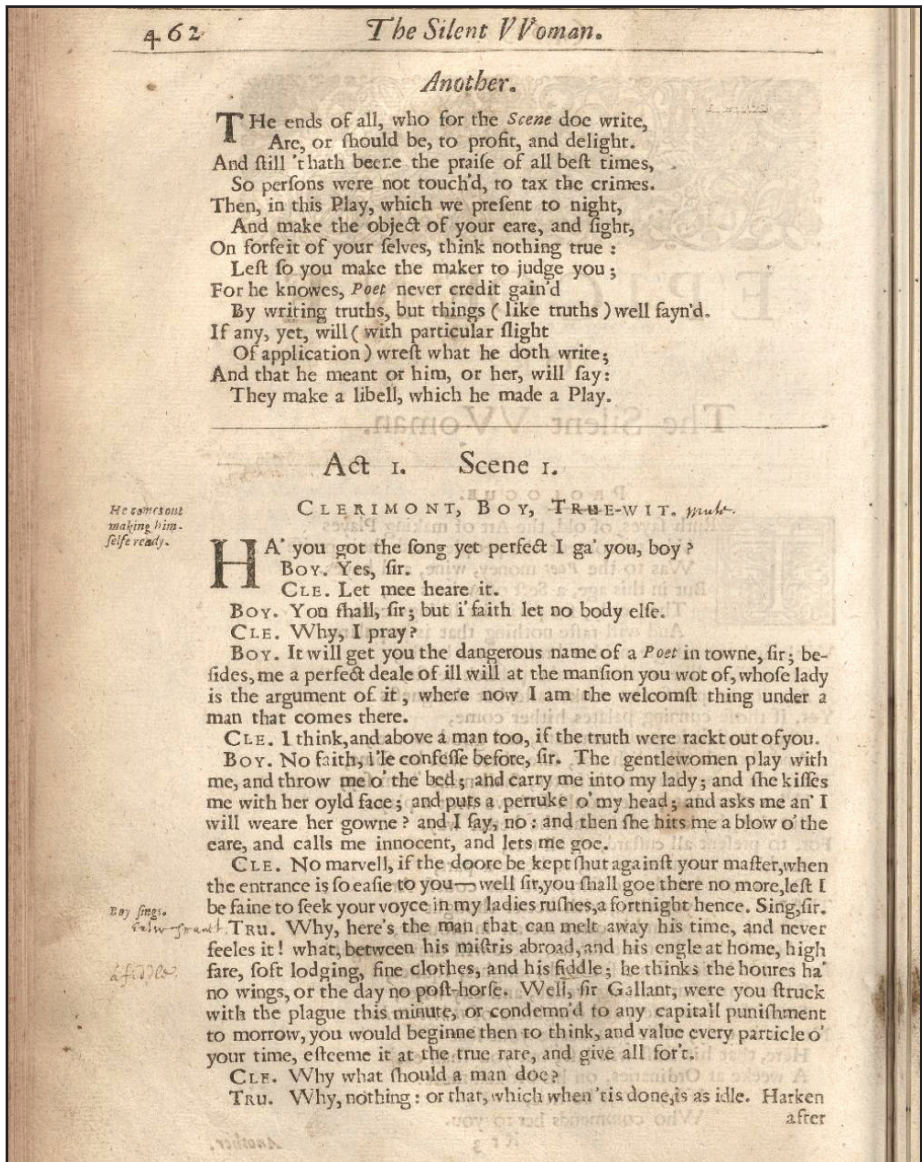 462 The Silent VVoman.
Another.
THe ends of all, who for the Scene doe write,
Are, or ſhould be, to profit, and delight.
And ſtill 'thath beene the praiſe of all beſt times,
So perſons were not touch'd, to tax the crimes.
Then, in this Play, which we preſent to night,
And make the object of your eare, and ſight,
On forfeit of your ſelves, think nothing true :
Leſt ſo you make the maker to judge you ;
For he knowes, Poet never credit gain'd
By writing truths, but things ( like truths ) well fayn'd.
If any, yet, will ( with particular ſlight
Of application ) wreſt what he doth write;
And that he meant or him, or her, will ſay:
They make a libell, which he made a Play.
Act 1. Scene 1.
CLERIMONT, BOY, TRUE-WIT. mute.
He comes out
making him-
ſelfe ready.
HA' you got the ſong yet perfect I ga' you, boy ?
BOY. Yes, ſir.
CLE. Let mee heare it.
BOY. You ſhall, ſir; but i'faith let no body elſe.
CLE. Why, I pray?
BOY. It will get you the dangerous name of a Poet in towne, ſir; be-
ſides, me a perfect deale of ill will at the manſion you wot of, whoſe lady
is the argument of it, where now I am the welcomſt thing under a
man that comes there.
CLE. I think, and above a man too, if the truth were rackt out of you.
BOY. No faith, i'le confeſſe before, ſir. The gentlewomen play with
me, and throw me o' the bed; and carry me into my lady; and ſhe kiſſes
me with her oyld face; and puts a perruke o' my head; and asks me an' I
will weare her gowne ? and I ſay, no : and then ſhe hits me a blow o' the
eare, and calls me innocent, and lets me goe.
CLE. No marvell, if the doore be kept ſhut againſt your maſter, when
the entrance is ſo eaſie to you— well ſir, you ſhall goe there no more, leſt I
be faine to ſeek your voyce in my ladies ruſhes, a fortnight hence. Sing, ſir.
Boy ſings.
TRU. Why, here's the man that can melt away his time, and never
feeles it ! what, between his miſtris abroad, and his engle at home, high
fare, ſoft lodging, fine clothes, and his fiddle; he thinks the houres ha'
a fiddle
no wings, or the day no poſt-horſe. Well, ſir Gallant, were you ſtruck
with the plague this minute, or condemn'd to any capitall puniſhment
to morrow, you would beginne then to think, and value every particle o'
your time, eſteeme it at the true rate, and give all for't.
CLE. Why what ſhould a man doe?
TRU. Why, nothing : or that, which when 'tis done, is as idle. Harken
after